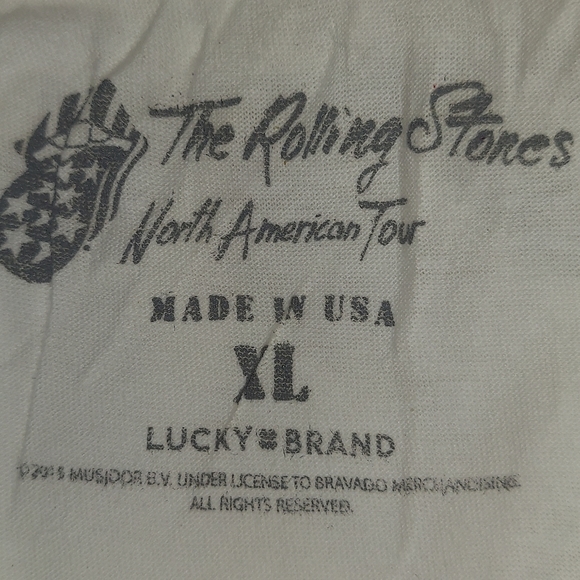 The Rolling Stones
North American Tour
MADE IN USA
XL
LUCKY BRAND
MUSIDOR B.V. UNDER LICENSE TO BRAVADO MERCHANDISING.
ALL RIGHTS RESERVED.